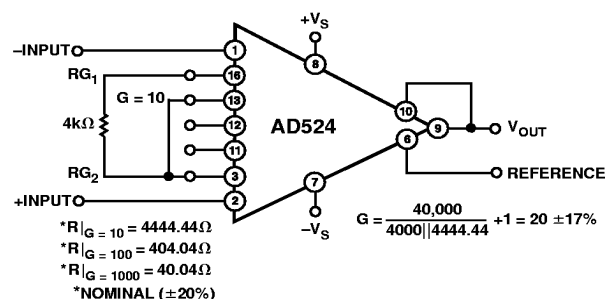 +VS
–INPUT
1
8
RG1
16
G = 10
13
10
4kΩ
12
AD524
9
VOUT
11
6
RG2
3
REFERENCE
7
+INPUT
2
–VS
*R|G = 10 = 4444.44Ω
*R|G = 100 = 404.04Ω
*R|G = 1000 = 40.04Ω
*NOMINAL (±20%)
G = 40,000 / 4000||4444.44 +1 = 20 ±17%